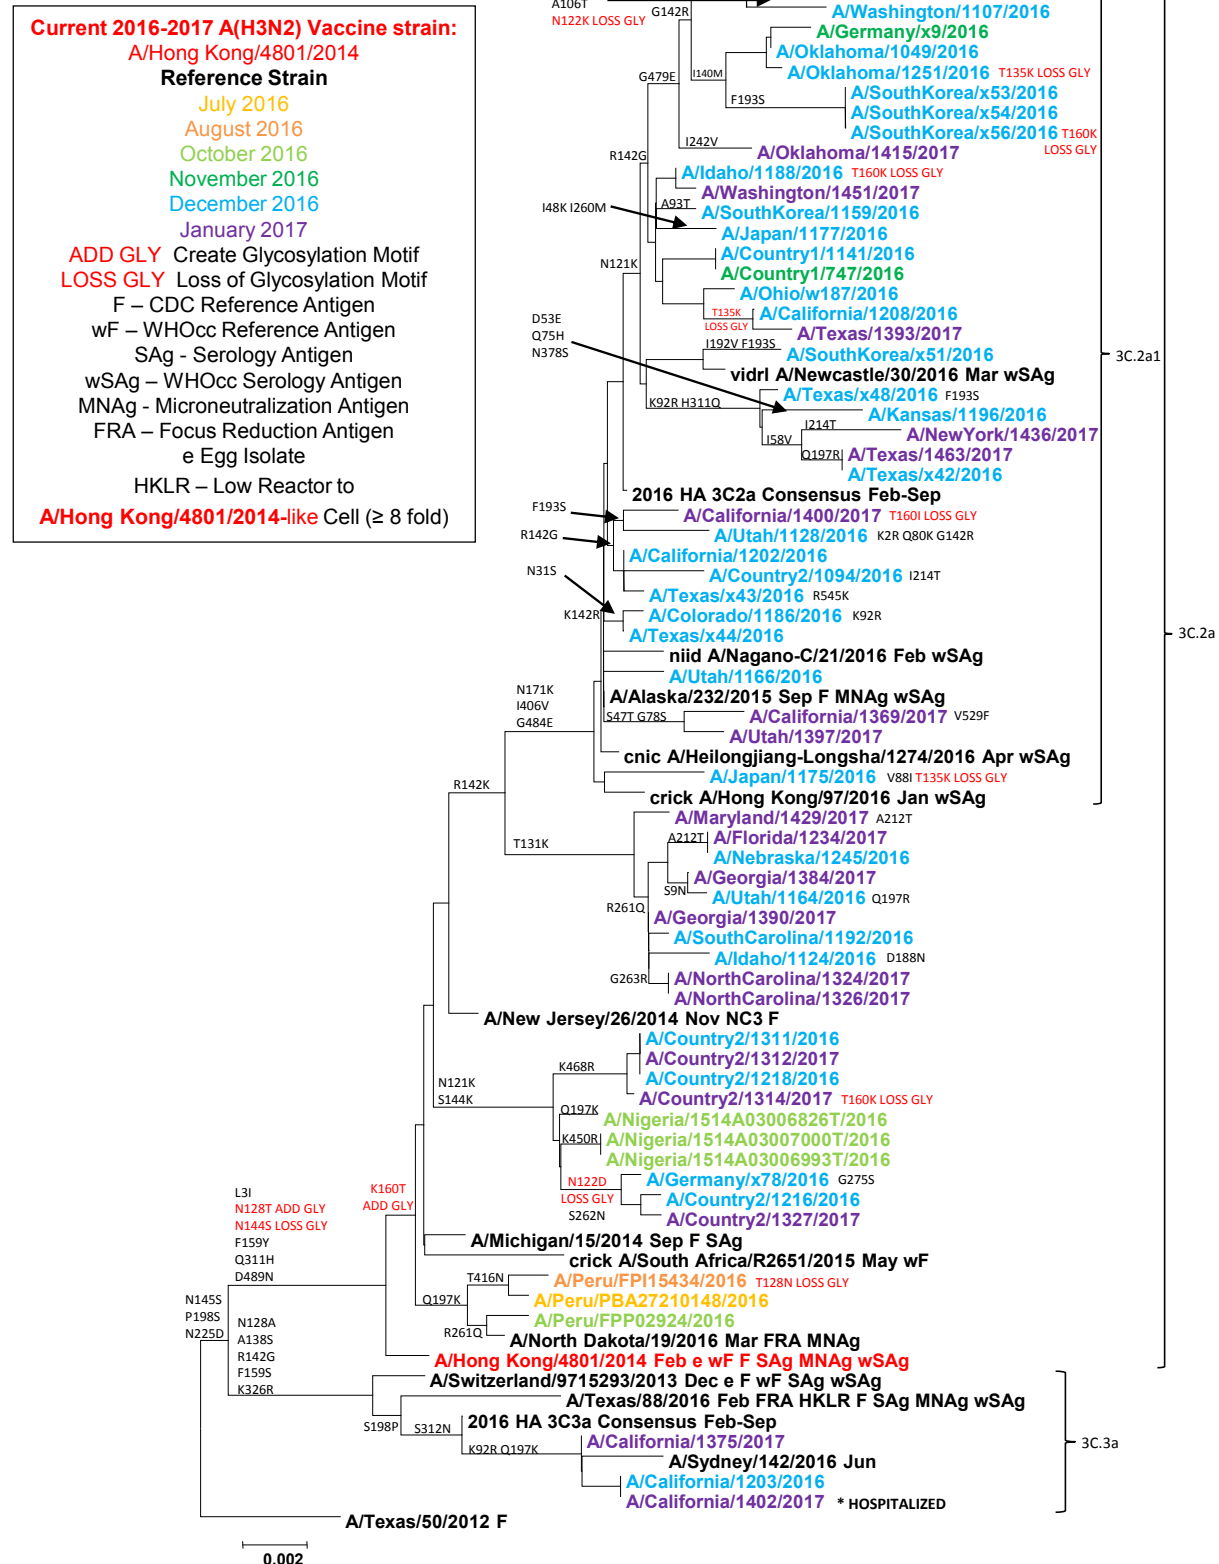 Current 2016-2017 A(H3N2) Vaccine strain:
A/Hong Kong/4801/2014
Reference Strain
July 2016
August 2016
October 2016
November 2016
December 2016
January 2017
ADD GLY Create Glycosylation Motif
LOSS GLY Loss of Glycosylation Motif
F – CDC Reference Antigen
wF – WHOcc Reference Antigen
SAg - Serology Antigen
wSAg – WHOcc Serology Antigen
MNAg - Microneutralization Antigen
FRA – Focus Reduction Antigen
e Egg Isolate
HKLR – Low Reactor to
A/Hong Kong/4801/2014-like Cell (≥ 8 fold)
A106T
N122K LOSS GLY
G142R
A/Washington/1107/2016
A/Germany/x9/2016
A/Oklahoma/1049/2016
G479E
I140M
A/Oklahoma/1251/2016 T135K LOSS GLY
F193S
A/SouthKorea/x53/2016
A/SouthKorea/x54/2016
A/SouthKorea/x56/2016 T160K
LOSS GLY
I242V
A/Oklahoma/1415/2017
R142G
A/Idaho/1188/2016 T160K LOSS GLY
A/Washington/1451/2017
I48K I260M
A93T
A/SouthKorea/1159/2016
A/Japan/1177/2016
A/Country1/1141/2016
N121K
A/Country1/747/2016
A/Ohio/w187/2016
T135K
LOSS GLY
A/California/1208/2016
A/Texas/1393/2017
D53E
Q75H
N378S
I192V F193S
A/SouthKorea/x51/2016
3C.2a1
vidrl A/Newcastle/30/2016 Mar wSAg
A/Texas/x48/2016 F193S
K92R H311Q
A/Kansas/1196/2016
I214T
A/NewYork/1436/2017
I58V
Q197R
A/Texas/1463/2017
A/Texas/x42/2016
2016 HA 3C2a Consensus Feb-Sep
F193S
A/California/1400/2017 T160I LOSS GLY
R142G
A/Utah/1128/2016 K2R Q80K G142R
A/California/1202/2016
N31S
A/Country2/1094/2016 I214T
A/Texas/x43/2016 R545K
K142R
A/Colorado/1186/2016 K92R
A/Texas/x44/2016
3C.2a
niid A/Nagano-C/21/2016 Feb wSAg
A/Utah/1166/2016
N171K
I406V
G484E
A/Alaska/232/2015 Sep F MNAg wSAg
S47T G78S
A/California/1369/2017 V529F
A/Utah/1397/2017
cnic A/Heilongjiang-Longsha/1274/2016 Apr wSAg
A/Japan/1175/2016 V88I T135K LOSS GLY
R142K
crick A/Hong Kong/97/2016 Jan wSAg
A/Maryland/1429/2017 A212T
T131K
A212T
A/Florida/1234/2017
A/Nebraska/1245/2016
A/Georgia/1384/2017
S9N
A/Utah/1164/2016 Q197R
R261Q
A/Georgia/1390/2017
A/SouthCarolina/1192/2016
A/Idaho/1124/2016 D188N
G263R
A/NorthCarolina/1324/2017
A/NorthCarolina/1326/2017
A/New Jersey/26/2014 Nov NC3 F
A/Country2/1311/2016
A/Country2/1312/2017
K468R
A/Country2/1218/2016
N121K
S144K
A/Country2/1314/2017 T160K LOSS GLY
Q197K
A/Nigeria/1514A03006826T/2016
K450R
A/Nigeria/1514A03007000T/2016
A/Nigeria/1514A03006993T/2016
N122D
LOSS GLY
S262N
A/Germany/x78/2016 G275S
A/Country2/1216/2016
A/Country2/1327/2017
L3I
N128T ADD GLY
N144S LOSS GLY
F159Y
Q311H
D489N
K160T
ADD GLY
A/Michigan/15/2014 Sep F SAg
crick A/South Africa/R2651/2015 May wF
T416N
A/Peru/FPI15434/2016 T128N LOSS GLY
Q197K
A/Peru/PBA27210148/2016
A/Peru/FPP02924/2016
R261Q
A/North Dakota/19/2016 Mar FRA MNAg
N145S
P198S
N225D
A/Hong Kong/4801/2014 Feb e wF F SAg MNAg wSAg
N128A
A138S
R142G
F159S
K326R
A/Switzerland/9715293/2013 Dec e F wF SAg wSAg
A/Texas/88/2016 Feb FRA HKLR F SAg MNAg wSAg
S198P
S312N
2016 HA 3C3a Consensus Feb-Sep
K92R Q197K
A/California/1375/2017
3C.3a
A/Sydney/142/2016 Jun
A/California/1203/2016
A/California/1402/2017 * HOSPITALIZED
A/Texas/50/2012 F
0.002